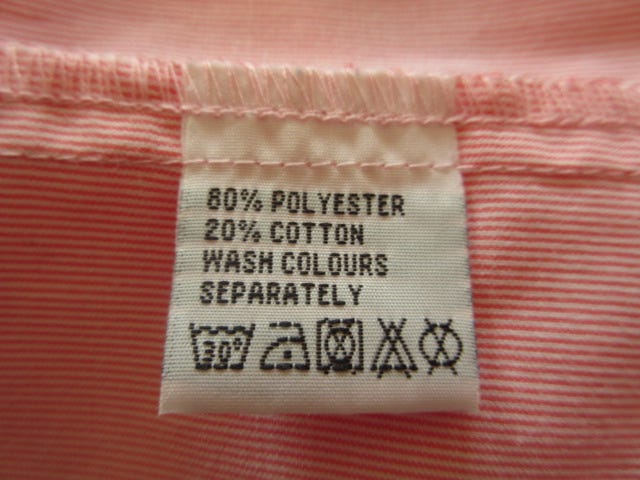 80% POLYESTER
20% COTTON
WASH COLOURS
SEPARATELY
30°